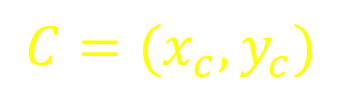 C = (x_c, y_c)